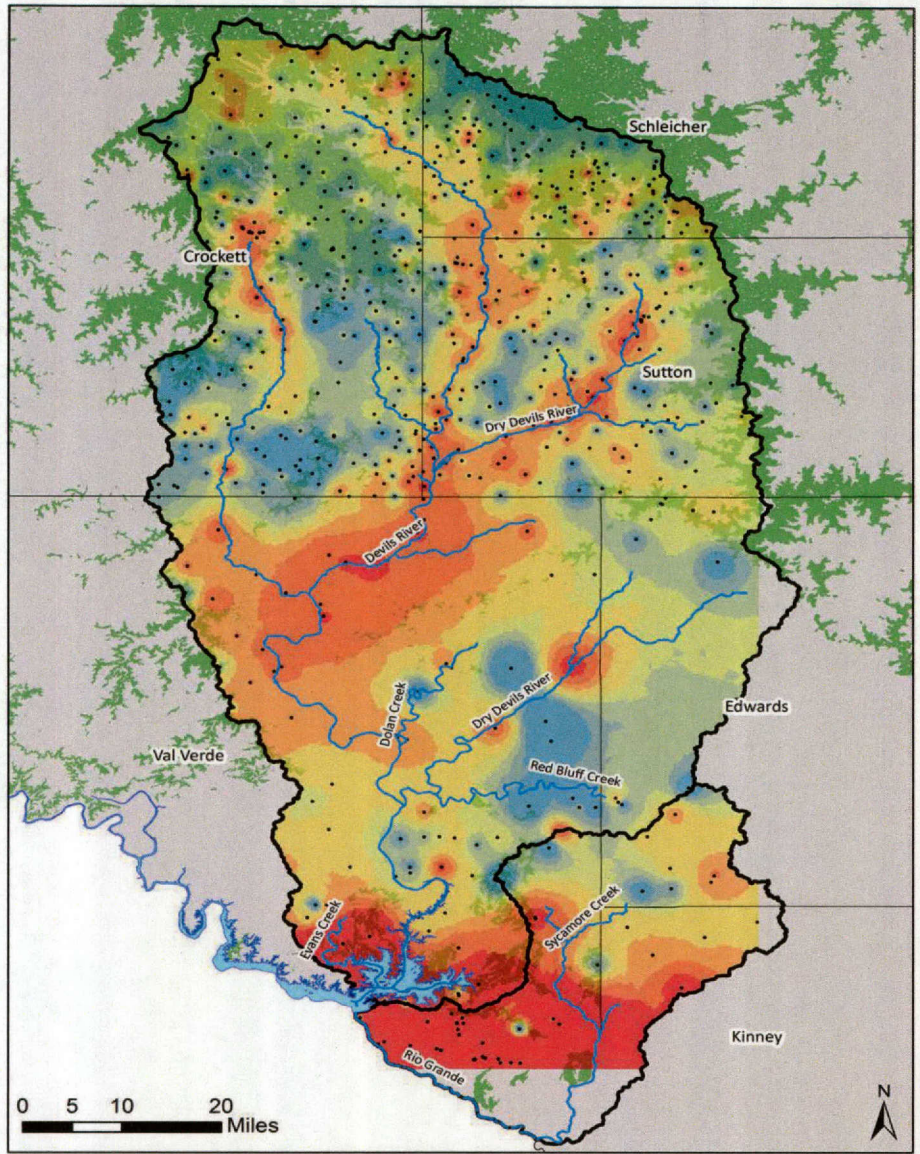 Schleicher
Crockett
Sutton
Dry Devils River
Devils River
Dolan Creek
Dry Devils River
Edwards
Val Verde
Red Bluff Creek
Evans Creek
Sycamore Creek
Kinney
Rio Grande
0 5 10 20
Miles
N